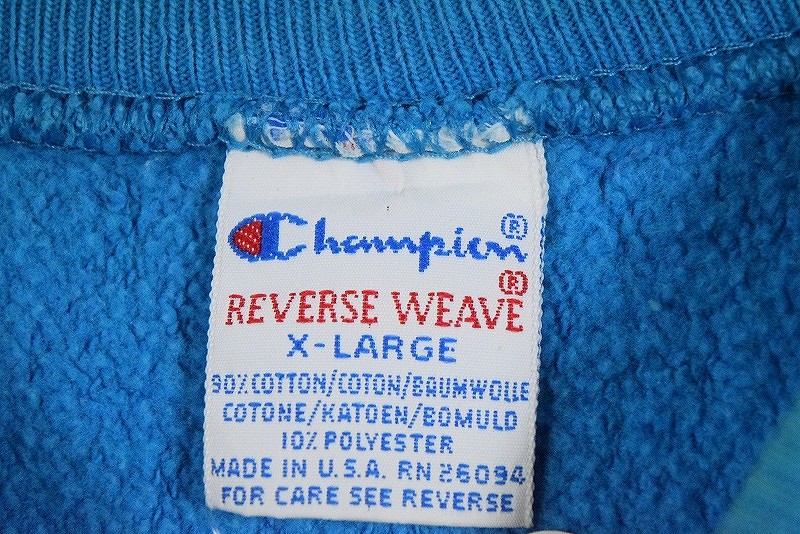 Champion®
REVERSE WEAVE®
X-LARGE
90% COTTON/COTON/BAUMWOLLE
COTONE/KATOEN/BOMULD
10% POLYESTER
MADE IN U.S.A. RN 26094
FOR CARE SEE REVERSE